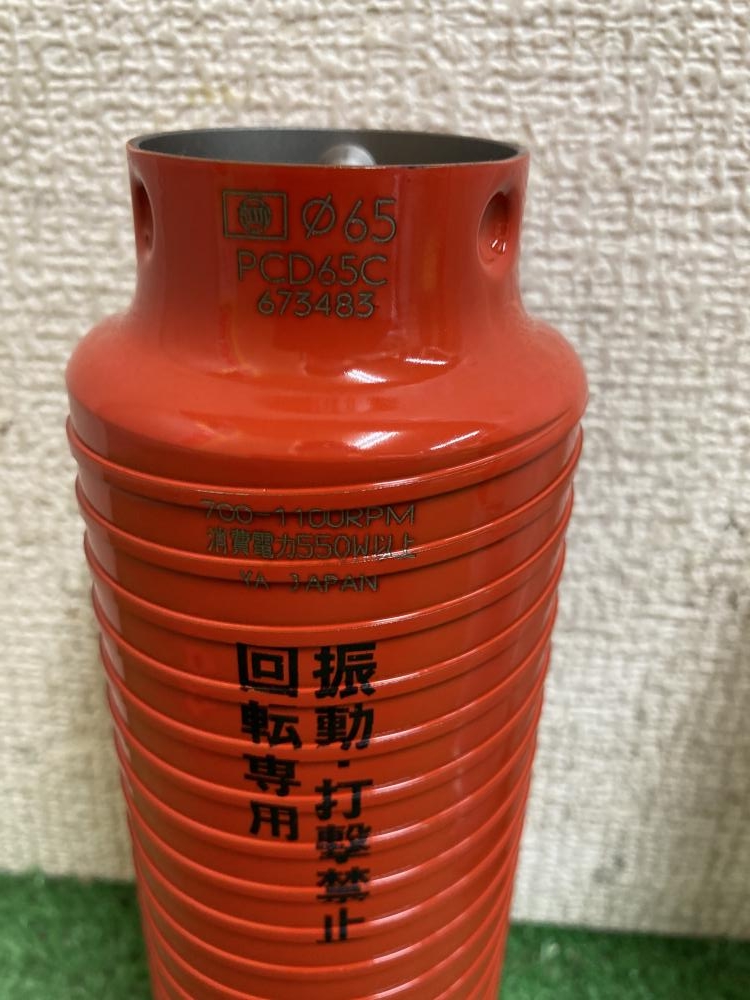 Ø65
PCD65C
673483
700-1100RPM
消費電力550W以上
YA JAPAN
振動・打撃禁止
回転専用